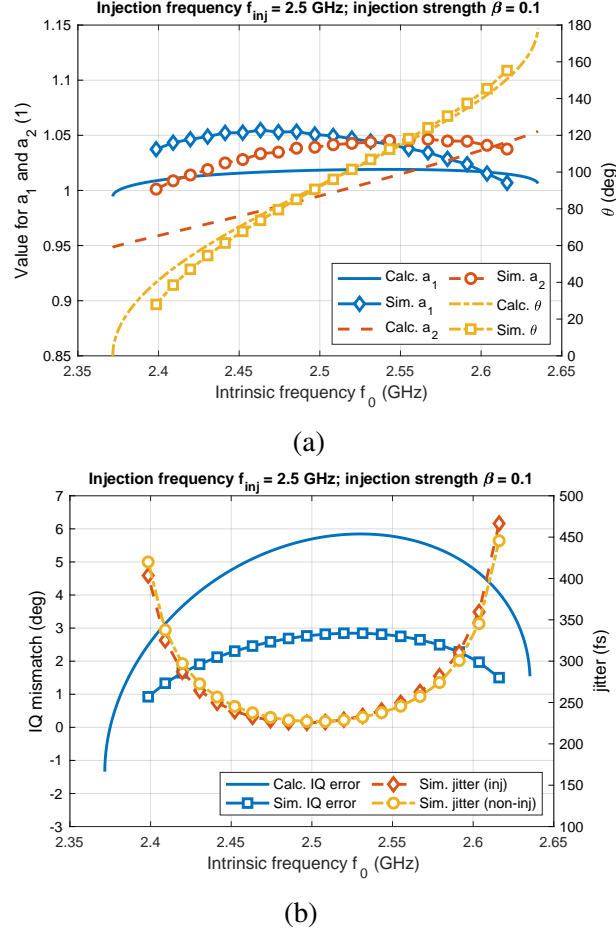 Injection frequency f_inj = 2.5 GHz; injection strength β = 0.1
Value for a_1 and a_2 (1)
1.15
1.1
1.05
1
0.95
0.9
0.85
180
160
140
120
100
80
60
40
20
0
θ (deg)
Calc. a_1
Sim. a_1
Calc. a_2
Sim. a_2
Calc. θ
Sim. θ
2.35 2.4 2.45 2.5 2.55 2.6 2.65
Intrinsic frequency f_0 (GHz)
(a)
Injection frequency f_inj = 2.5 GHz; injection strength β = 0.1
IQ mismatch (deg)
7
6
5
4
3
2
1
0
-1
-2
-3
500
450
400
350
300
250
200
150
100
jitter (fs)
Calc. IQ error
Sim. IQ error
Sim. jitter (inj)
Sim. jitter (non-inj)
2.35 2.4 2.45 2.5 2.55 2.6 2.65
Intrinsic frequency f_0 (GHz)
(b)